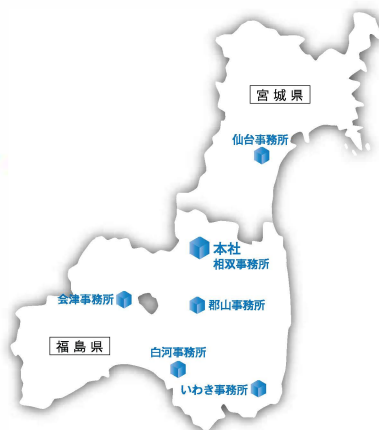 宮城県
仙台事務所
本社
相双事務所
会津事務所
郡山事務所
福島県
白河事務所
いわき事務所